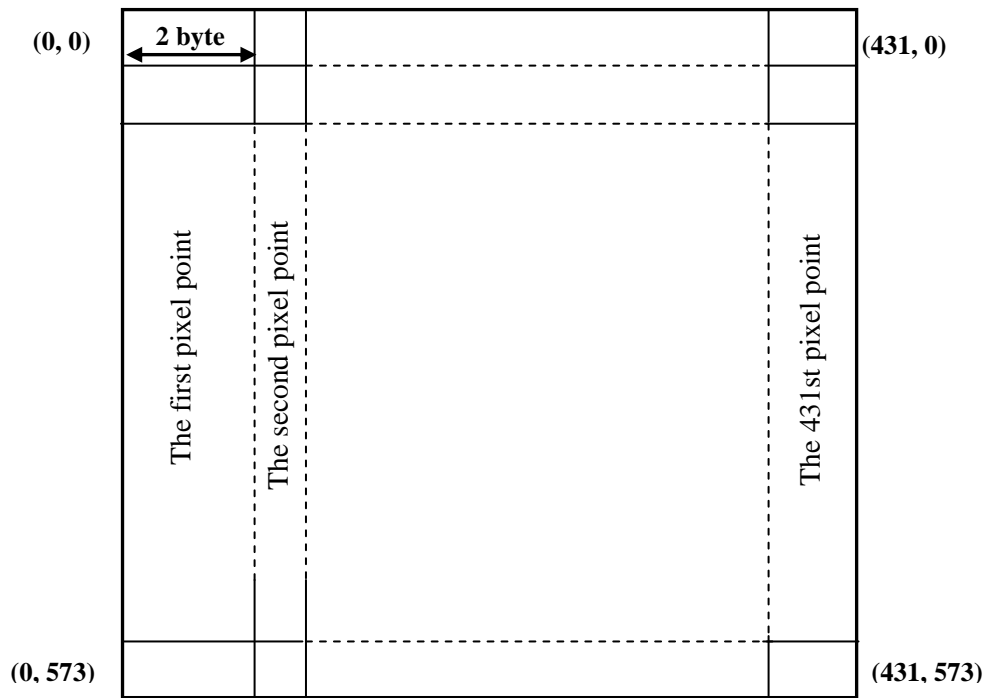 (0, 0)
2 byte
(431, 0)
The first pixel point
The second pixel point
The 431st pixel point
(0, 573)
(431, 573)